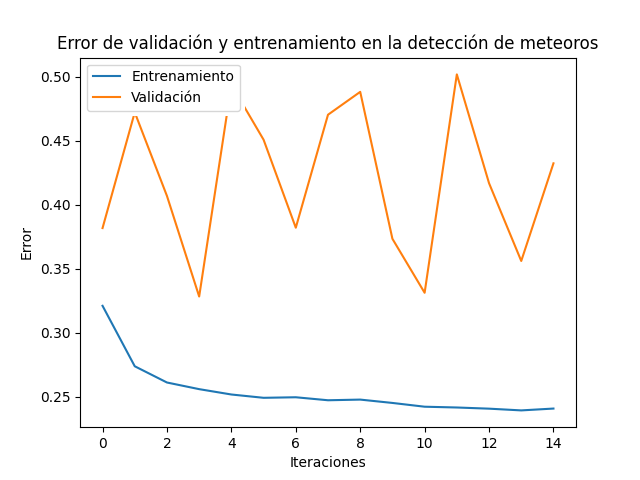 Error de validación y entrenamiento en la detección de meteoros
Entrenamiento
Validación
0.50
0.45
0.40
0.35
0.30
0.25
Error
0 2 4 6 8 10 12 14
Iteraciones